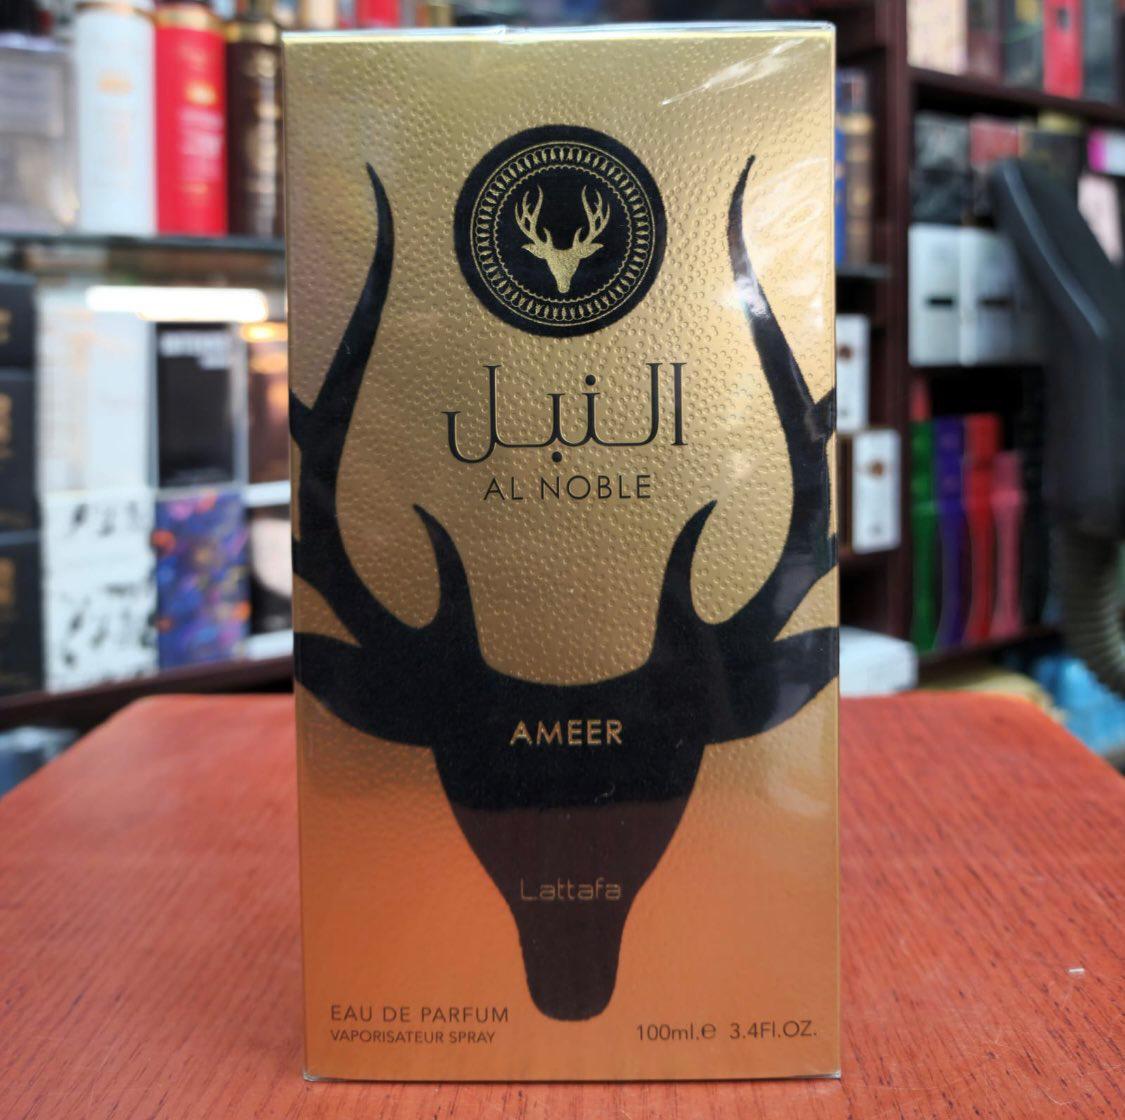 النبل
AL NOBLE
AMEER
Lattafa
EAU DE PARFUM
VAPORISATEUR SPRAY
100ml.e 3.4Fl.OZ.